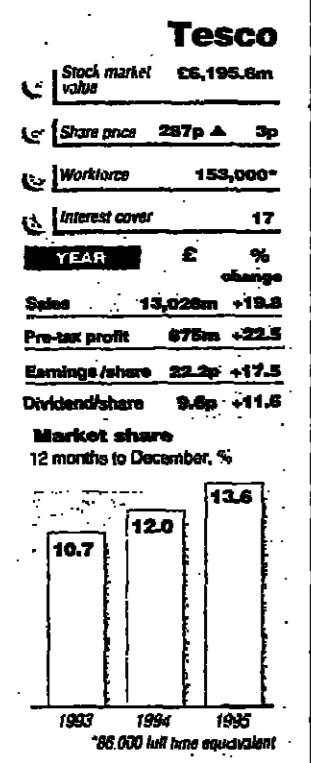 Tesco
Stock market value £6,195.6m
Share price 287p ▲ 3p
Workforce 153,000*
Interest cover 17
YEAR £ % change
Sales 13,028m +19.8
Pre-tax profit 675m +22.5
Earnings/share 22.2p +17.5
Dividend/share 9.6p +11.6
Market share
12 months to December, %
10.7
12.0
13.6
1993 1994 1995
*86.000 full time equivalent